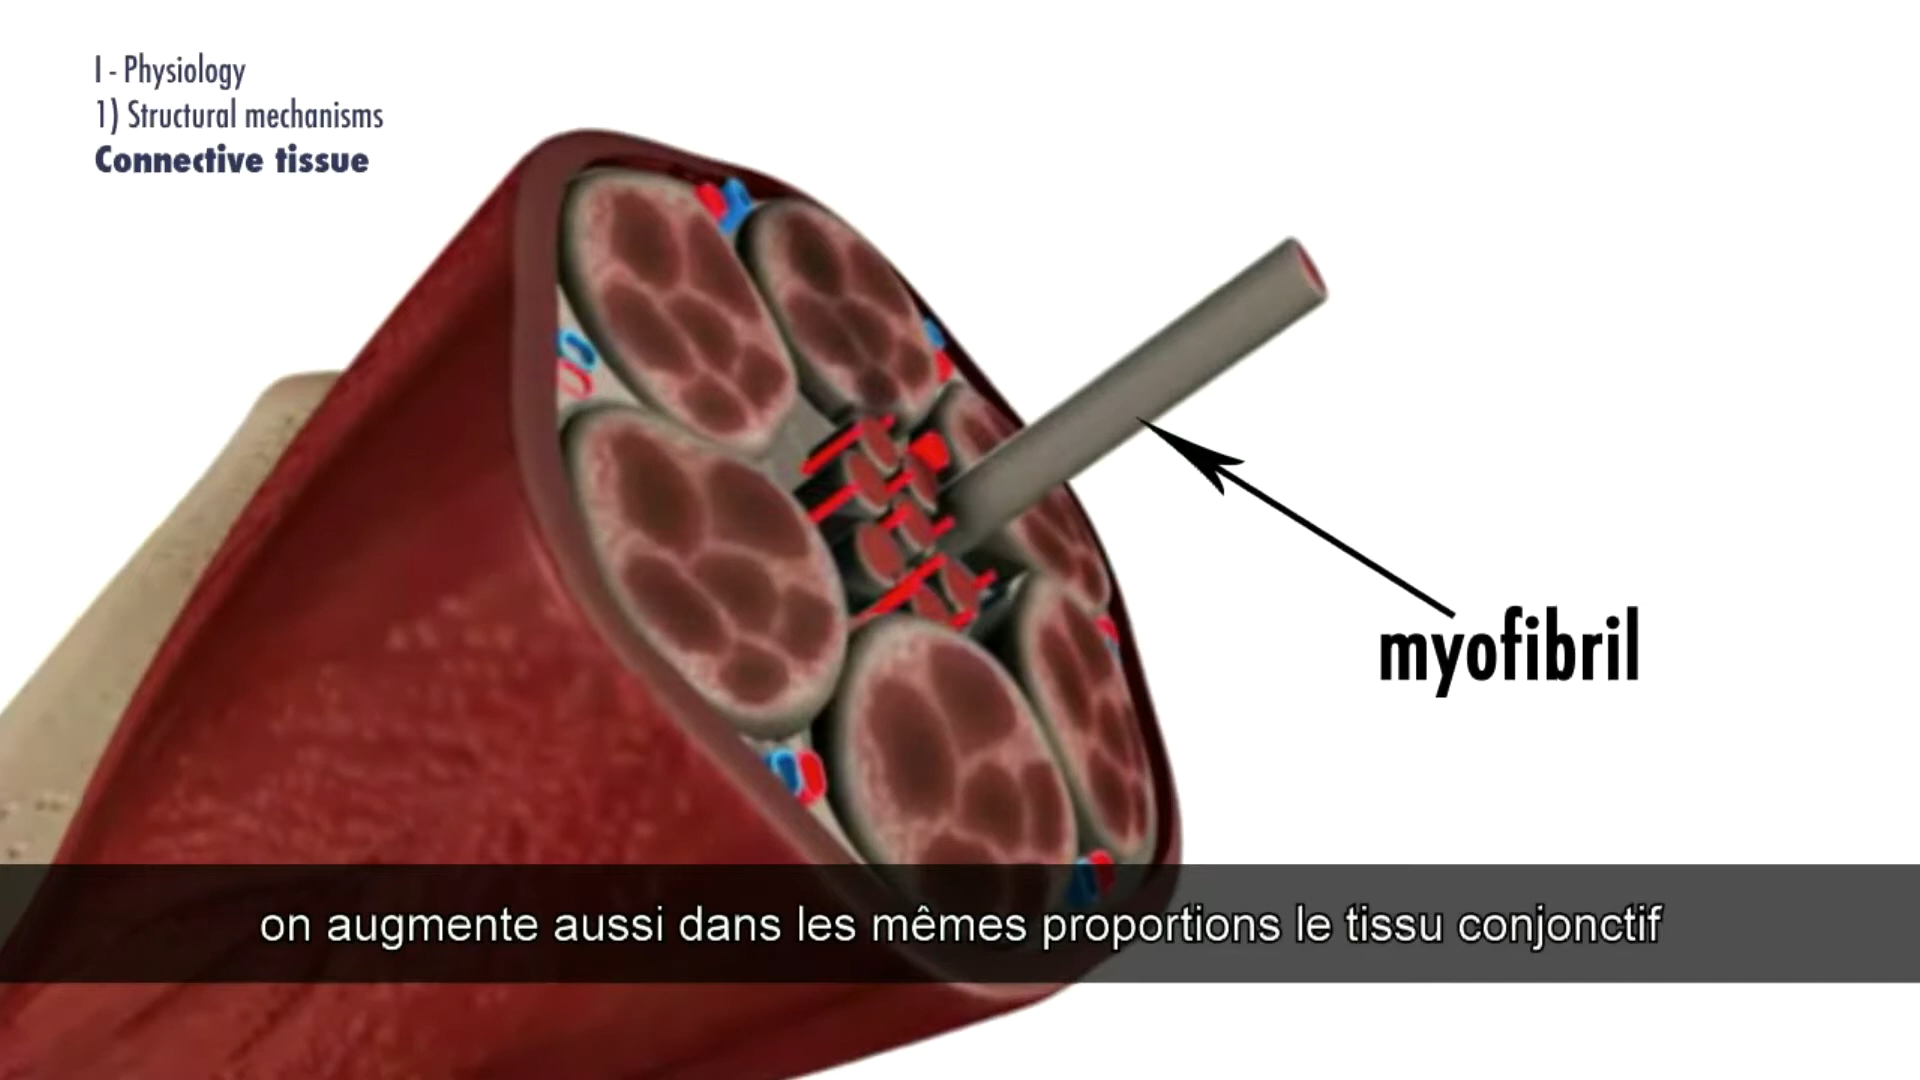 I - Physiology
1) Structural mechanisms
Connective tissue
myofibril
on augmente aussi dans les mêmes proportions le tissu conjonctif